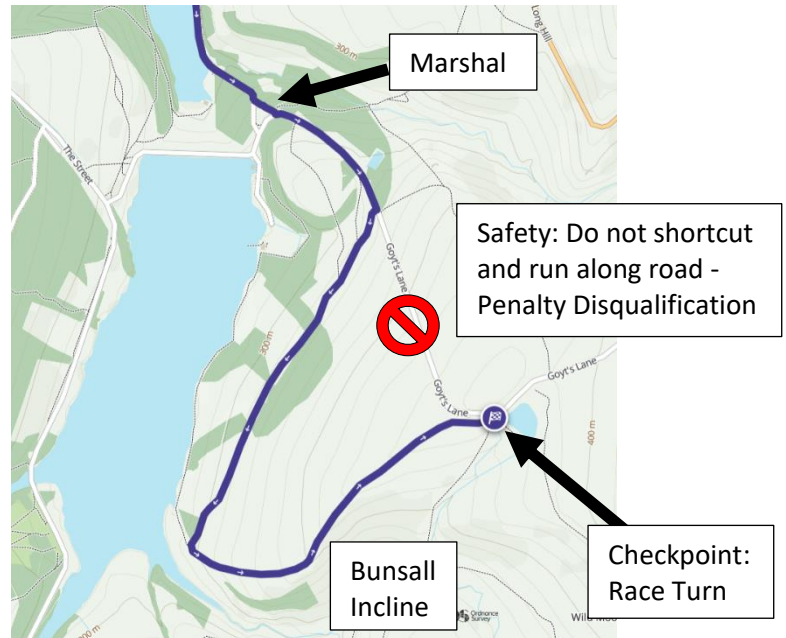 Marshal
Long Hill
300 m
The Street
Safety: Do not shortcut
and run along road -
Penalty Disqualification
Goyt's Lane
300 m
Goyt's Lane
Goyt's Lane
400 m
Checkpoint:
Race Turn
Bunsall
Incline
Ordnance
Survey
300 m